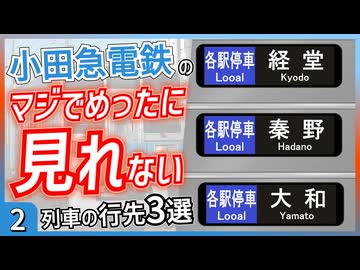 小田急電鉄の
マジでめったに
見れない
2 列車の行先3選
各駅停車 経堂
Looal Kyodo
各駅停車 秦野
Looal Hadano
各駅停車 大和
Looal Yamato